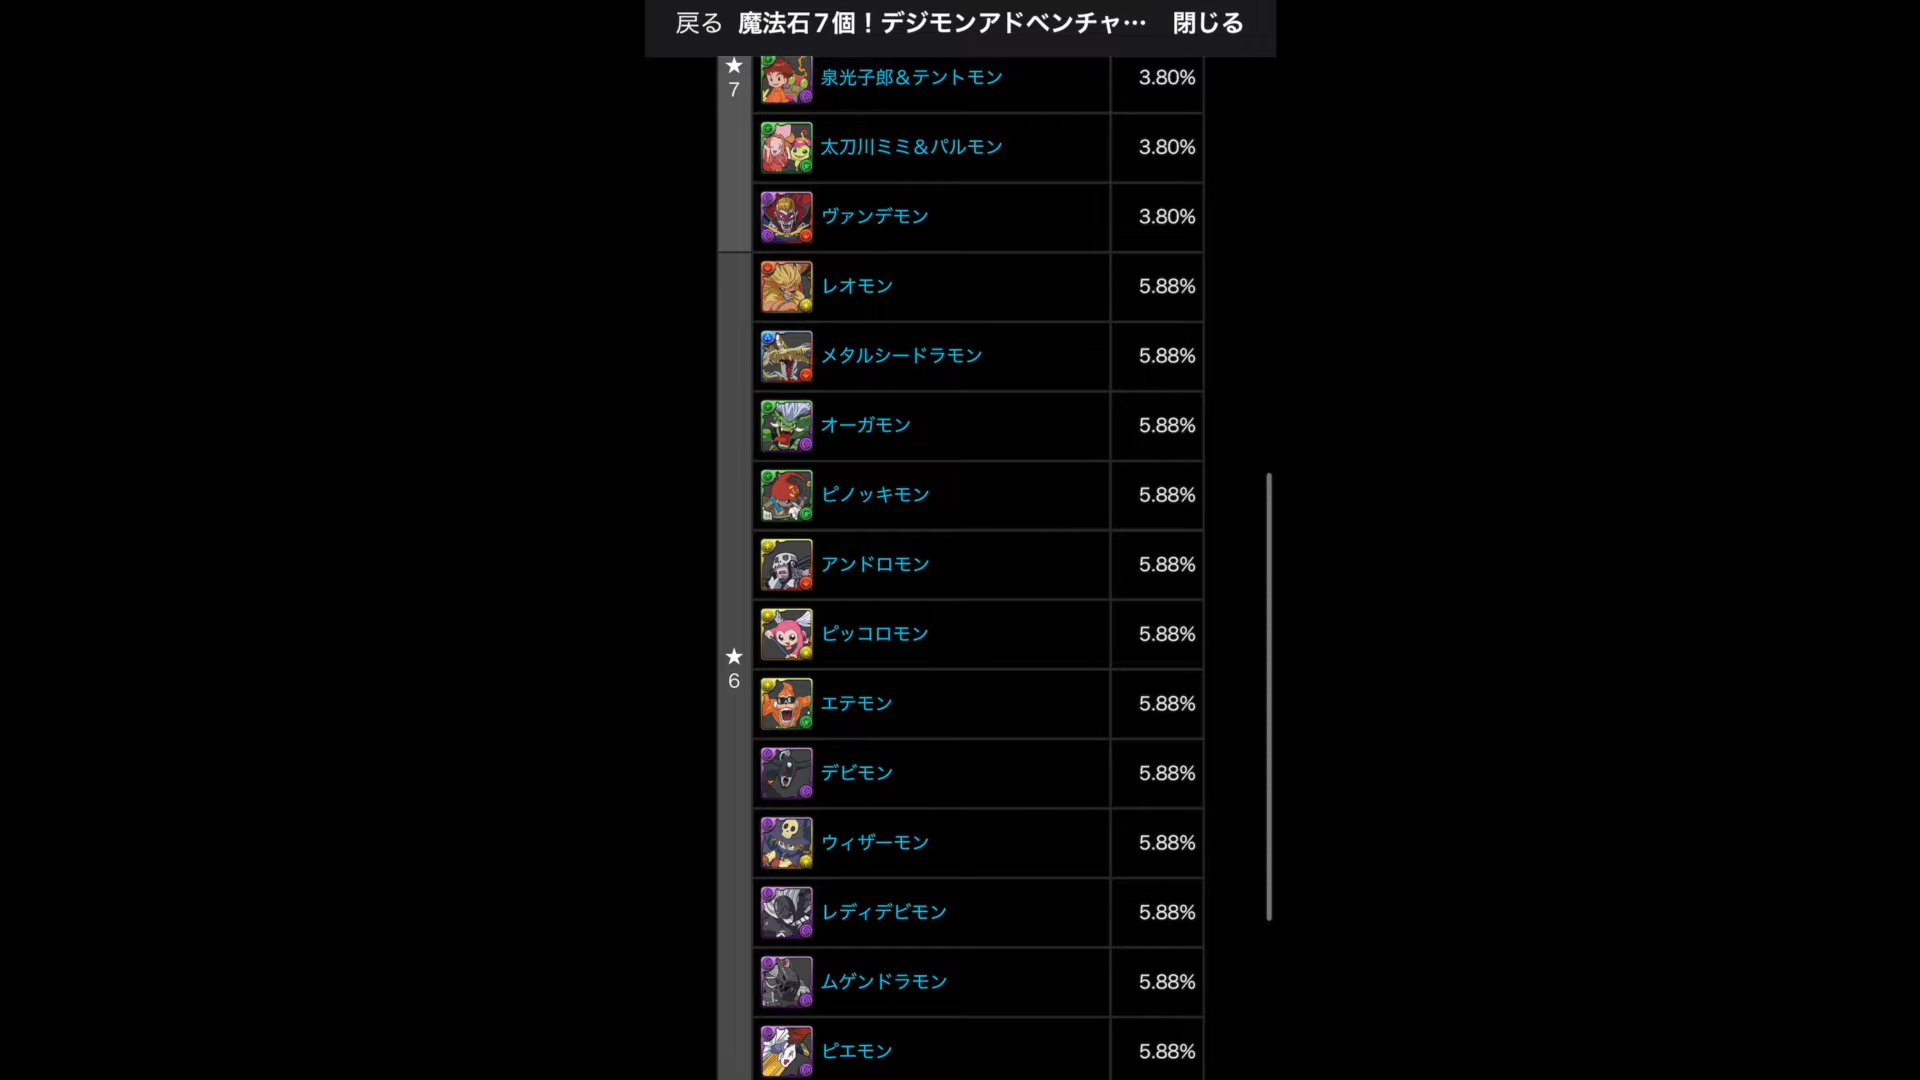 戻る 魔法石7個！デジモンアドベンチャ… 閉じる
★
7
泉光子郎＆テントモン 3.80%
太刀川ミミ＆パルモン 3.80%
ヴァンデモン 3.80%
レオモン 5.88%
メタルシードラモン 5.88%
オーガモン 5.88%
ピノッキモン 5.88%
アンドロモン 5.88%
ピッコロモン 5.88%
★
6
エテモン 5.88%
デビモン 5.88%
ウィザーモン 5.88%
レディデビモン 5.88%
ムゲンドラモン 5.88%
ピエモン 5.88%